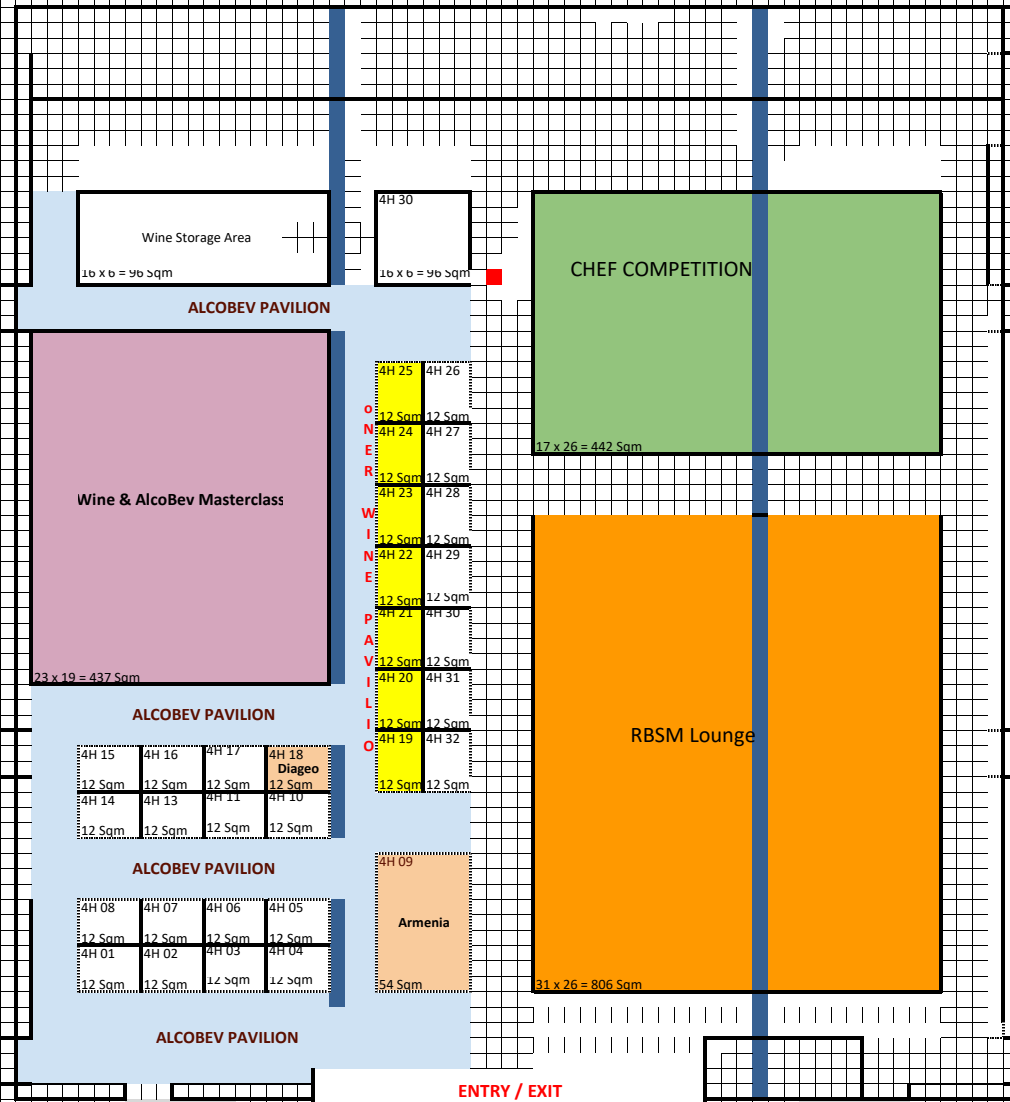 4H 30
Wine Storage Area
16 x 6 = 96 Sqm
16 x 6 = 96 Sqm
CHEF COMPETITION
17 x 26 = 442 Sqm
ALCOBEV PAVILION
Wine & AlcoBev Masterclass
23 x 19 = 437 Sqm
oNER WINE PAVILIO
4H 25
4H 26
12 Sqm
12 Sqm
4H 24
4H 27
12 Sqm
12 Sqm
4H 23
4H 28
12 Sqm
12 Sqm
4H 22
4H 29
12 Sqm
12 Sqm
4H 21
4H 30
12 Sqm
12 Sqm
4H 20
4H 31
12 Sqm
12 Sqm
4H 19
4H 32
12 Sqm
12 Sqm
RBSM Lounge
31 x 26 = 806 Sqm
ALCOBEV PAVILION
4H 15
4H 16
4H 17
4H 18
Diageo
12 Sqm
12 Sqm
12 Sqm
12 Sqm
4H 14
4H 13
4H 11
4H 10
12 Sqm
12 Sqm
12 Sqm
12 Sqm
ALCOBEV PAVILION
4H 09
Armenia
54 Sqm
4H 08
4H 07
4H 06
4H 05
12 Sqm
12 Sqm
12 Sqm
12 Sqm
4H 01
4H 02
4H 03
4H 04
12 Sqm
12 Sqm
12 Sqm
12 Sqm
ALCOBEV PAVILION
ENTRY / EXIT